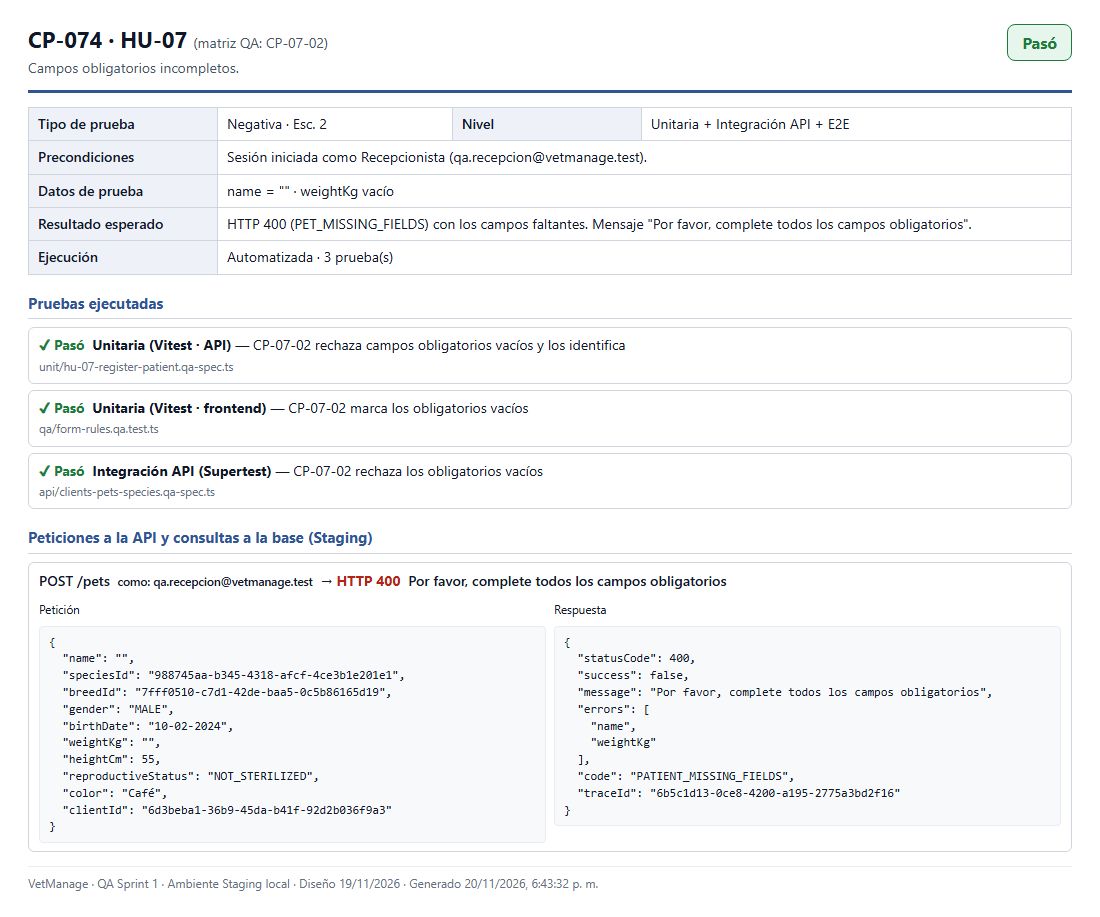 CP-074 · HU-07 (matriz QA: CP-07-02)
Pasó
Campos obligatorios incompletos.
Tipo de prueba Negativa · Esc. 2 Nivel Unitaria + Integración API + E2E
Precondiciones Sesión iniciada como Recepcionista (qa.recepcion@vetmanage.test).
Datos de prueba name = "" · weightKg vacío
Resultado esperado HTTP 400 (PET_MISSING_FIELDS) con los campos faltantes. Mensaje "Por favor, complete todos los campos obligatorios".
Ejecución Automatizada · 3 prueba(s)
Pruebas ejecutadas
✓ Pasó Unitaria (Vitest · API) — CP-07-02 rechaza campos obligatorios vacíos y los identifica
unit/hu-07-register-patient.qa-spec.ts
✓ Pasó Unitaria (Vitest · frontend) — CP-07-02 marca los obligatorios vacíos
qa/form-rules.qa.test.ts
✓ Pasó Integración API (Supertest) — CP-07-02 rechaza los obligatorios vacíos
api/clients-pets-species.qa-spec.ts
Peticiones a la API y consultas a la base (Staging)
POST /pets como: qa.recepcion@vetmanage.test → HTTP 400 Por favor, complete todos los campos obligatorios
Petición
{
  "name": "",
  "speciesId": "988745aa-b345-4318-afcf-4ce3b1e201e1",
  "breedId": "7fff0510-c7d1-42de-baa5-0c5b86165d19",
  "gender": "MALE",
  "birthDate": "10-02-2024",
  "weightKg": "",
  "heightCm": 55,
  "reproductiveStatus": "NOT_STERILIZED",
  "color": "Café",
  "clientId": "6d3beba1-36b9-45da-b41f-92d2b036f9a3"
}
Respuesta
{
  "statusCode": 400,
  "success": false,
  "message": "Por favor, complete todos los campos obligatorios",
  "errors": [
    "name",
    "weightKg"
  ],
  "code": "PATIENT_MISSING_FIELDS",
  "traceId": "6b5c1d13-0ce8-4200-a195-2775a3bd2f16"
}
VetManage · QA Sprint 1 · Ambiente Staging local · Diseño 19/11/2026 · Generado 20/11/2026, 6:43:32 p. m.